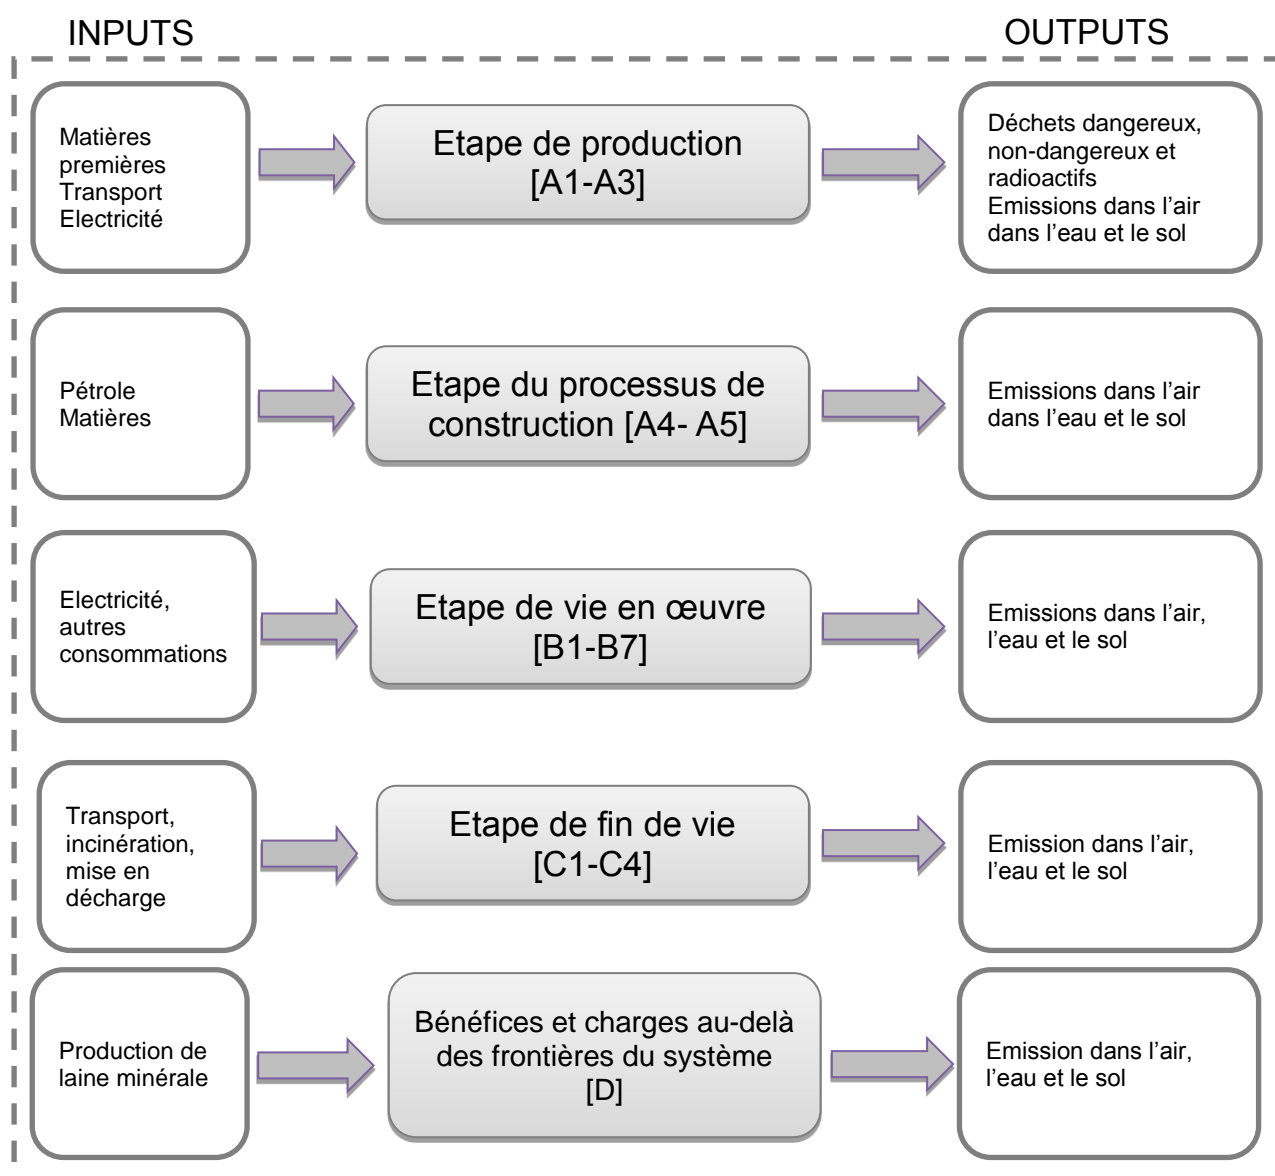 INPUTS
OUTPUTS
Matières
premières
Transport
Electricité
Etape de production
[A1-A3]
Déchets dangereux,
non-dangereux et
radioactifs
Emissions dans l’air
dans l’eau et le sol
Pétrole
Matières
Etape du processus de
construction [A4- A5]
Emissions dans l’air
dans l’eau et le sol
Electricité,
autres
consommations
Etape de vie en œuvre
[B1-B7]
Emissions dans l’air,
l’eau et le sol
Transport,
incinération,
mise en
décharge
Etape de fin de vie
[C1-C4]
Emission dans l’air,
l’eau et le sol
Production de
laine minérale
Bénéfices et charges au-delà
des frontières du système
[D]
Emission dans l’air,
l’eau et le sol